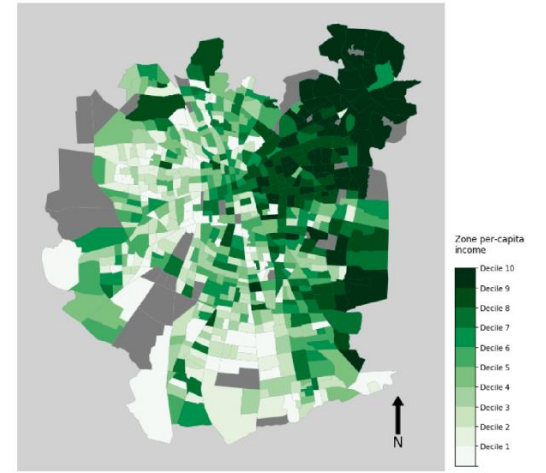 Zone per-capita
income
Decile 10
Decile 9
Decile 8
Decile 7
Decile 6
Decile 5
Decile 4
Decile 3
Decile 2
Decile 1
N